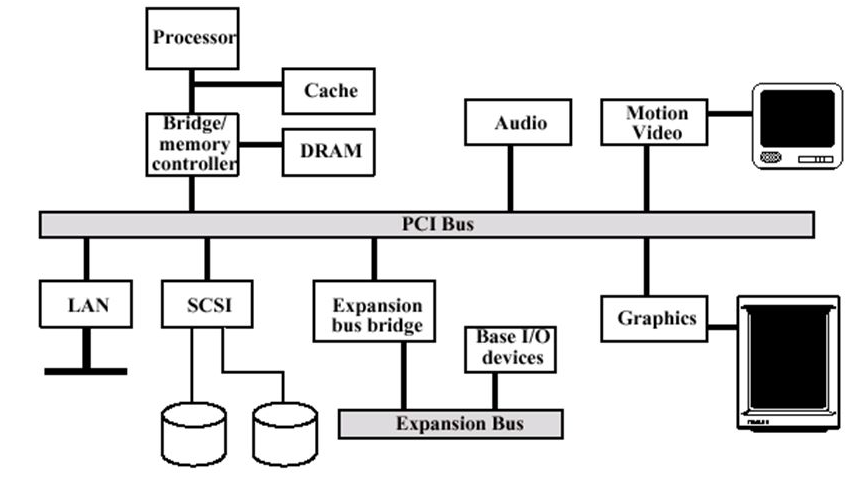 Processor
Cache
Bridge/
memory
controller
DRAM
Audio
Motion
Video
PCI Bus
LAN
SCSI
Expansion
bus bridge
Base I/O
devices
Graphics
Expansion Bus